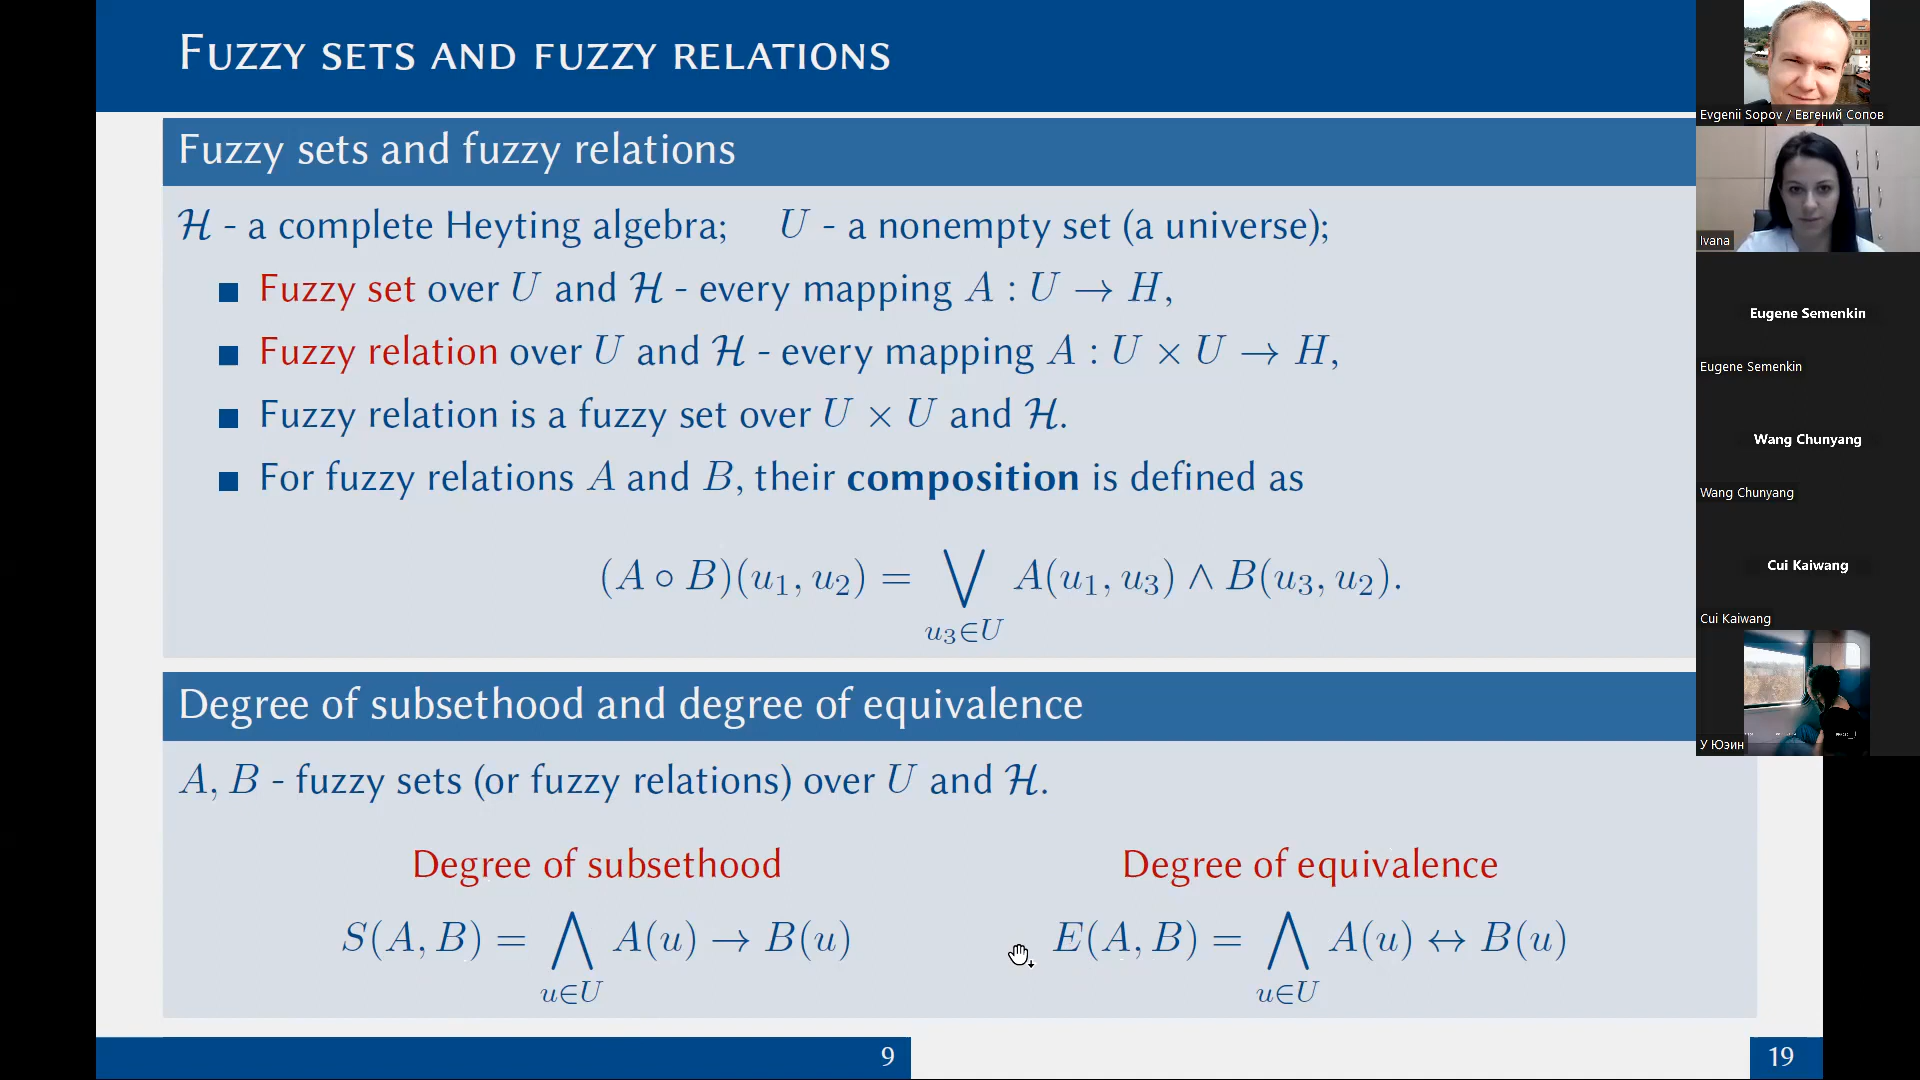 FUZZY SETS AND FUZZY RELATIONS
Fuzzy sets and fuzzy relations
ℋ - a complete Heyting algebra; U - a nonempty set (a universe);
■ Fuzzy set over U and ℋ - every mapping A : U → H,
■ Fuzzy relation over U and ℋ - every mapping A : U × U → H,
■ Fuzzy relation is a fuzzy set over U × U and ℋ.
■ For fuzzy relations A and B, their composition is defined as
(A ∘ B)(u₁, u₂) = ⋁ A(u₁, u₃) ∧ B(u₃, u₂).
u₃∈U
Degree of subsethood and degree of equivalence
A, B - fuzzy sets (or fuzzy relations) over U and ℋ.
Degree of subsethood
S(A, B) = ⋀ A(u) → B(u)
u∈U
Degree of equivalence
E(A, B) = ⋀ A(u) ↔ B(u)
u∈U
9
19
Evgenii Sopov / Евгений Сопов
Ivana
Eugene Semenkin
Eugene Semenkin
Wang Chunyang
Wang Chunyang
Cui Kaiwang
Cui Kaiwang
У Юэин